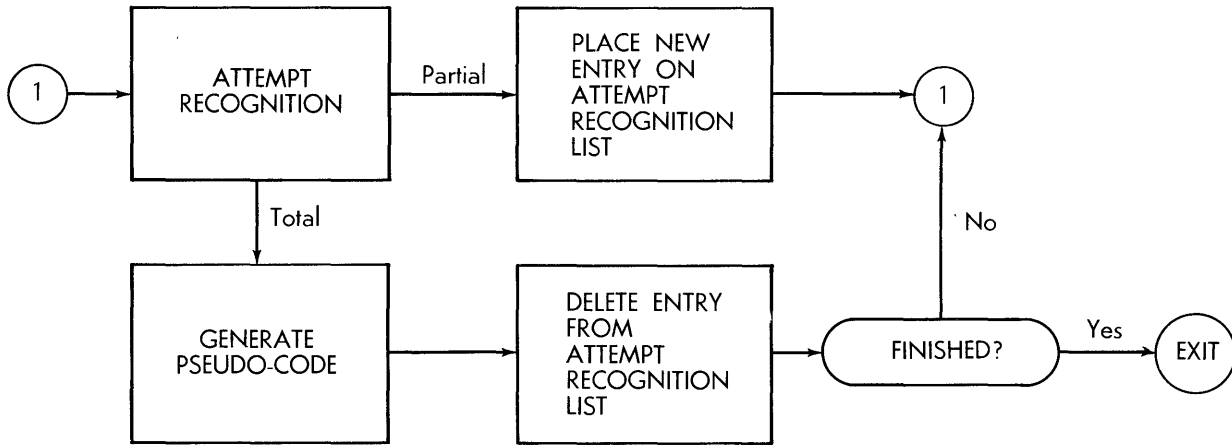 1
ATTEMPT
RECOGNITION
Partial
PLACE NEW
ENTRY ON
ATTEMPT
RECOGNITION
LIST
1
Total
No
GENERATE
PSEUDO-CODE
DELETE ENTRY
FROM
ATTEMPT
RECOGNITION
LIST
FINISHED?
Yes
EXIT